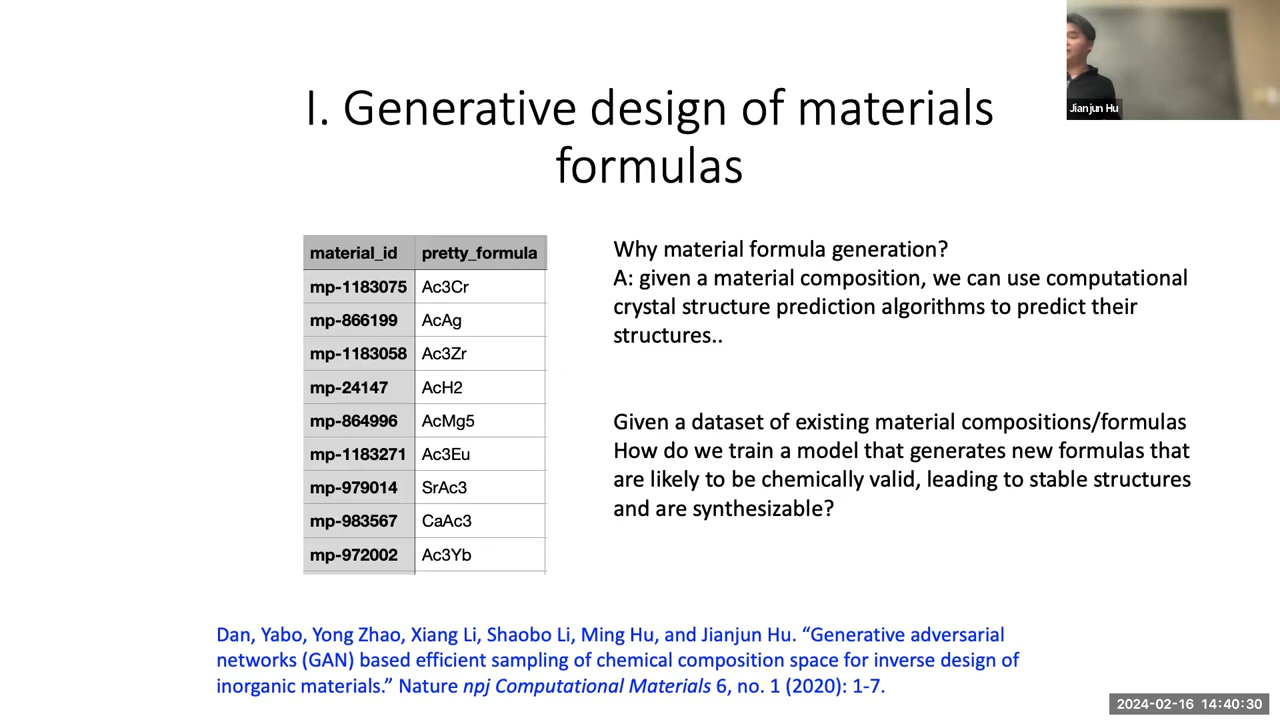 Jianjun Hu
I. Generative design of materials
formulas
material_id pretty_formula
mp-1183075 Ac3Cr
mp-866199 AcAg
mp-1183058 Ac3Zr
mp-24147 AcH2
mp-864996 AcMg5
mp-1183271 Ac3Eu
mp-979014 SrAc3
mp-983567 CaAc3
mp-972002 Ac3Yb
Why material formula generation?
A: given a material composition, we can use computational
crystal structure prediction algorithms to predict their
structures..
Given a dataset of existing material compositions/formulas
How do we train a model that generates new formulas that
are likely to be chemically valid, leading to stable structures
and are synthesizable?
Dan, Yabo, Yong Zhao, Xiang Li, Shaobo Li, Ming Hu, and Jianjun Hu. “Generative adversarial
networks (GAN) based efficient sampling of chemical composition space for inverse design of
inorganic materials.” Nature npj Computational Materials 6, no. 1 (2020): 1-7.
2024-02-16 14:40:30